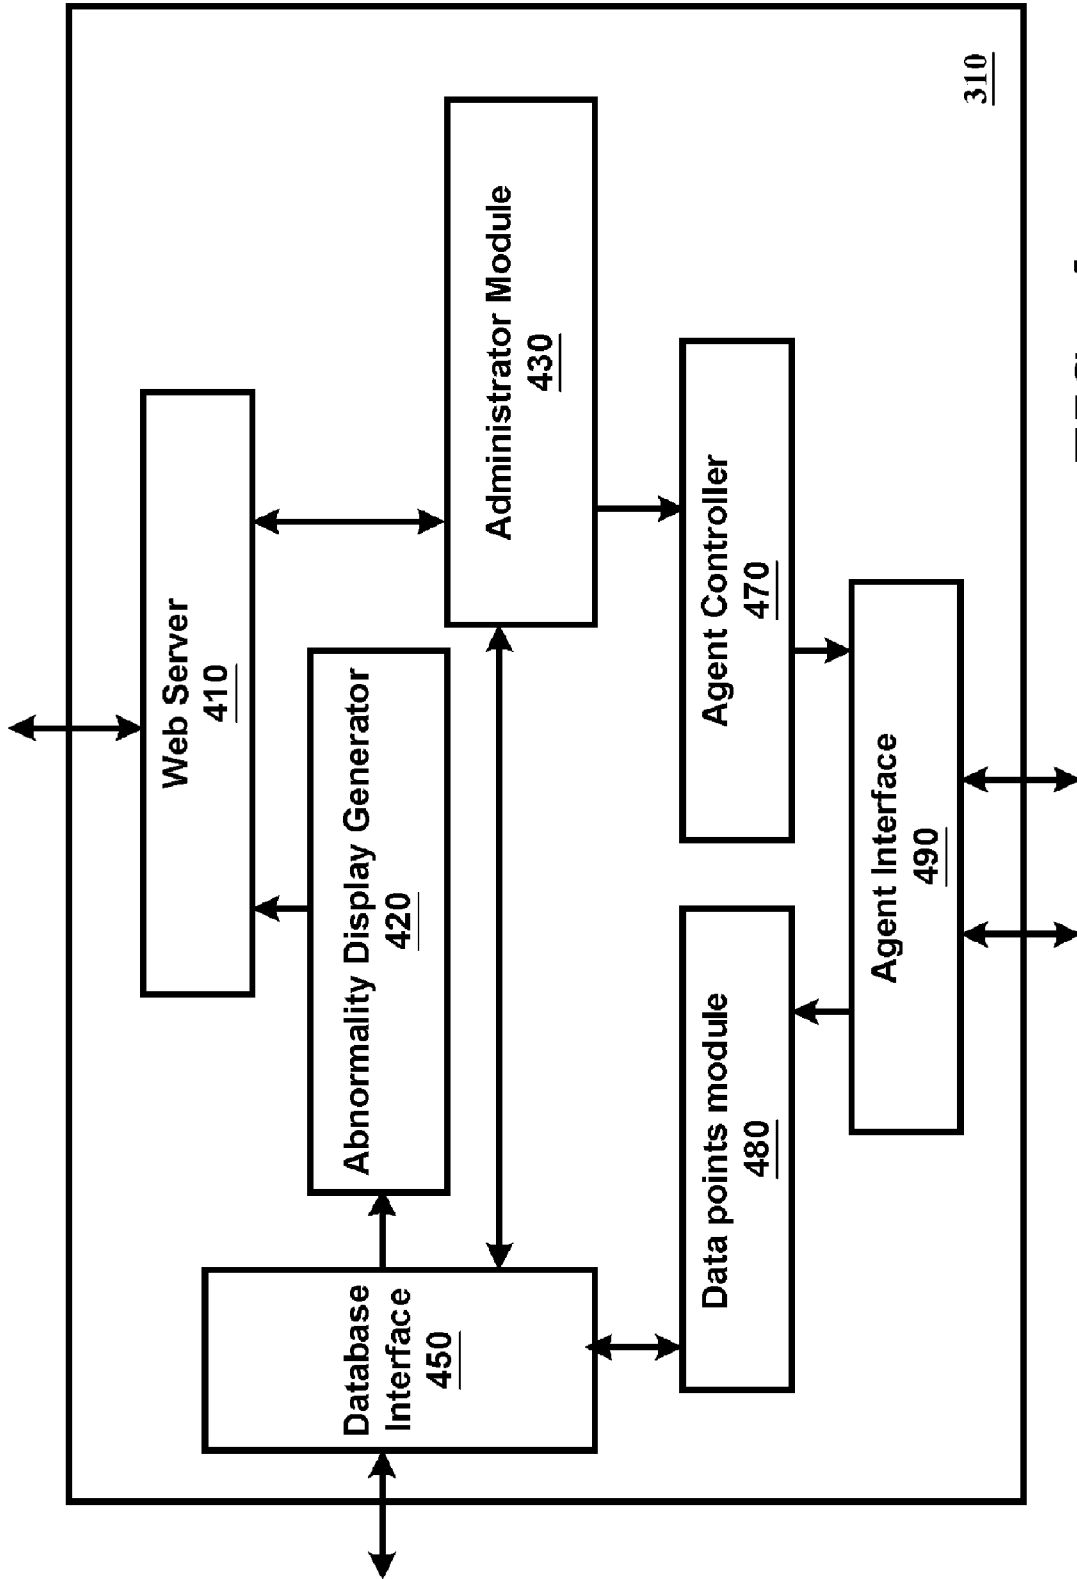 310
Web Server
410
Abnormality Display Generator
420
Administrator Module
430
Database
Interface
450
Data points module
480
Agent Controller
470
Agent Interface
490